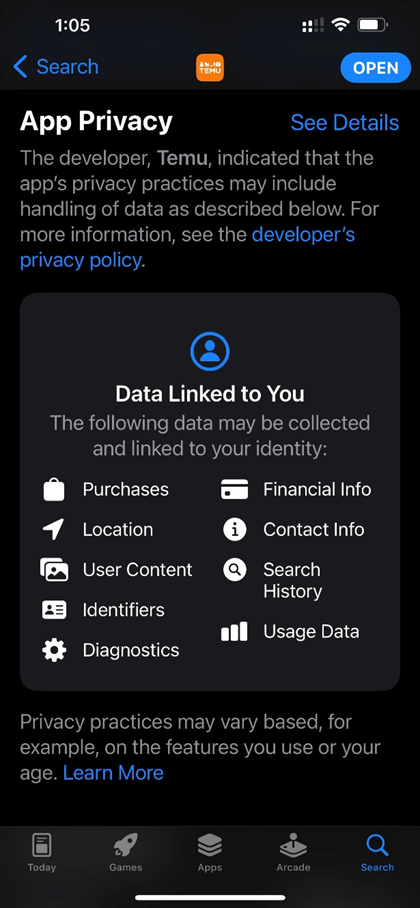 1:05
Search
TEMU
OPEN
App Privacy
See Details
The developer, Temu, indicated that the
app's privacy practices may include
handling of data as described below. For
more information, see the developer's
privacy policy.
Data Linked to You
The following data may be collected
and linked to your identity:
Purchases
Financial Info
Location
Contact Info
User Content
Search
History
Identifiers
Usage Data
Diagnostics
Privacy practices may vary based, for
example, on the features you use or your
age. Learn More
Today
Games
Apps
Arcade
Search